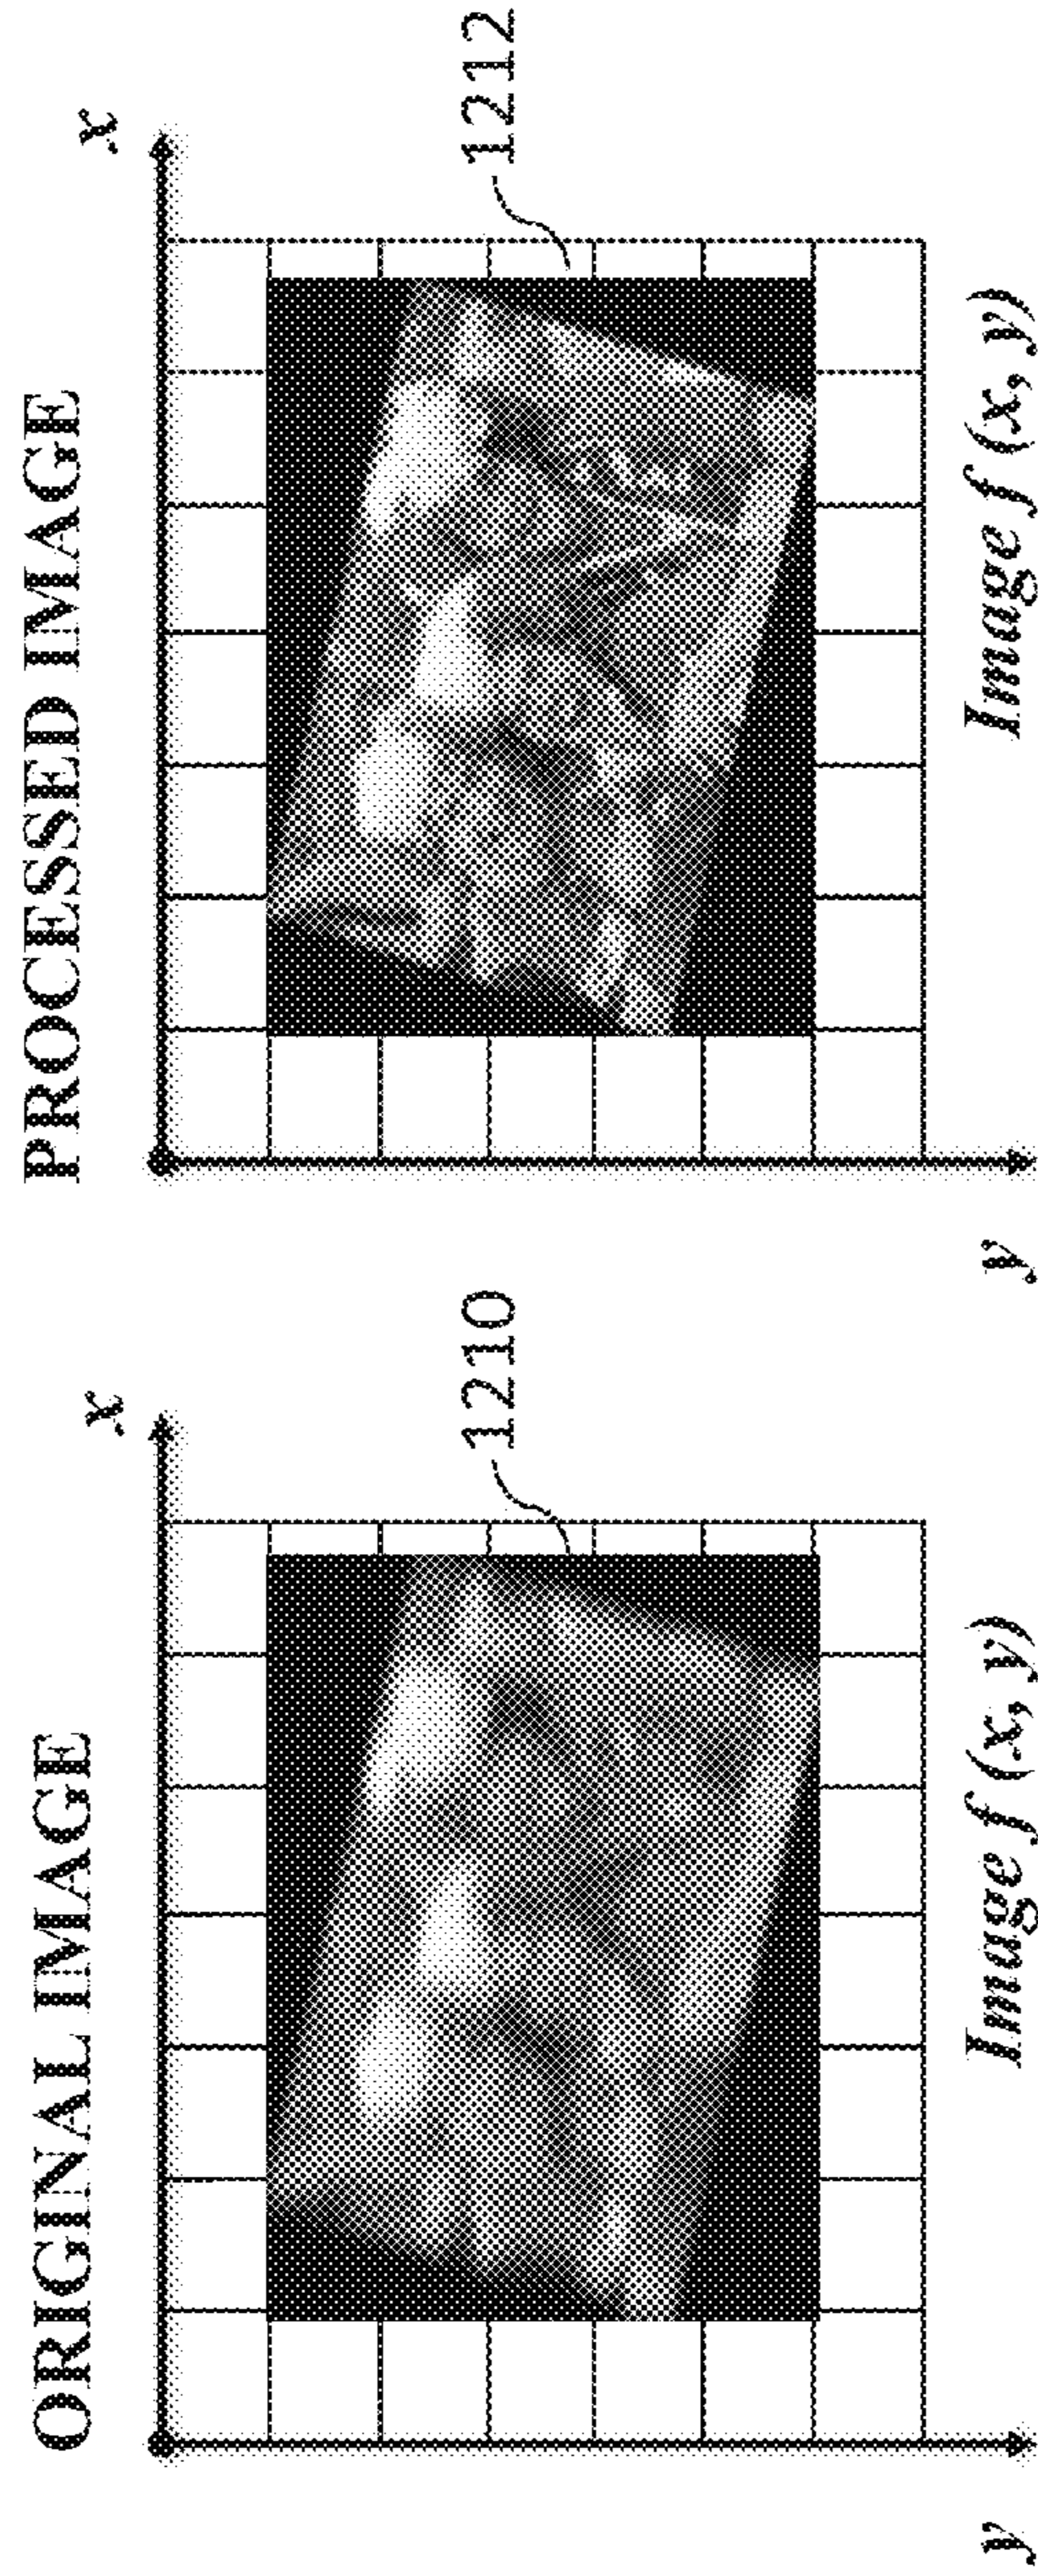 ORIGINAL IMAGE
x
1210
y
Image f (x, y)
PROCESSED IMAGE
x
1212
y
Image f (x, y)